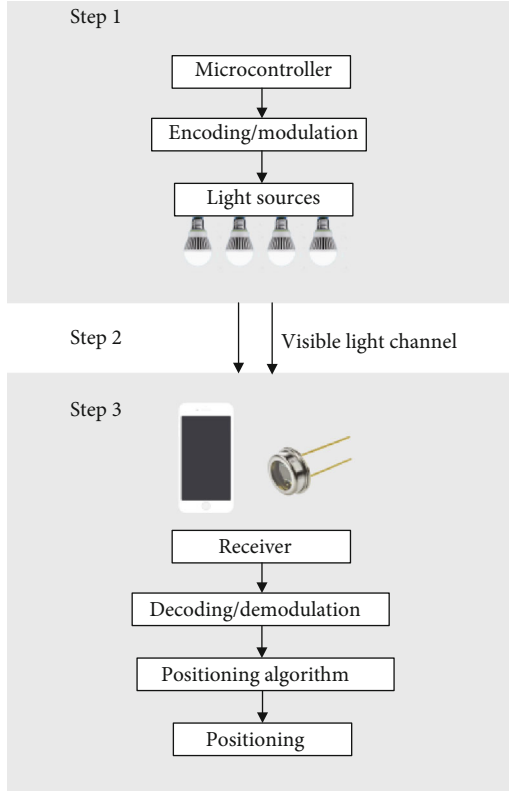 Step 1
Microcontroller
Encoding/modulation
Light sources
Step 2
Visible light channel
Step 3
Receiver
Decoding/demodulation
Positioning algorithm
Positioning